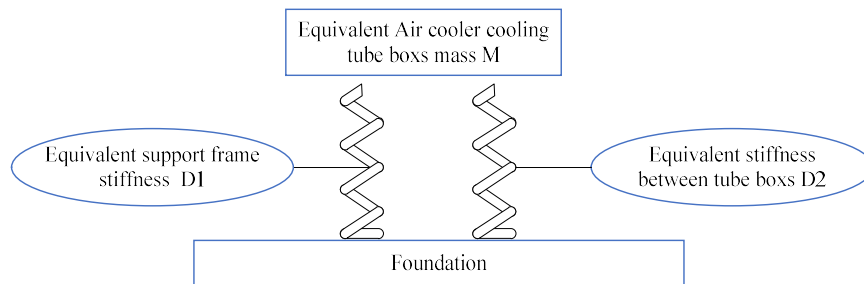 Equivalent Air cooler cooling
tube boxs mass M
Equivalent support frame
stiffness D1
Equivalent stiffness
between tube boxs D2
Foundation